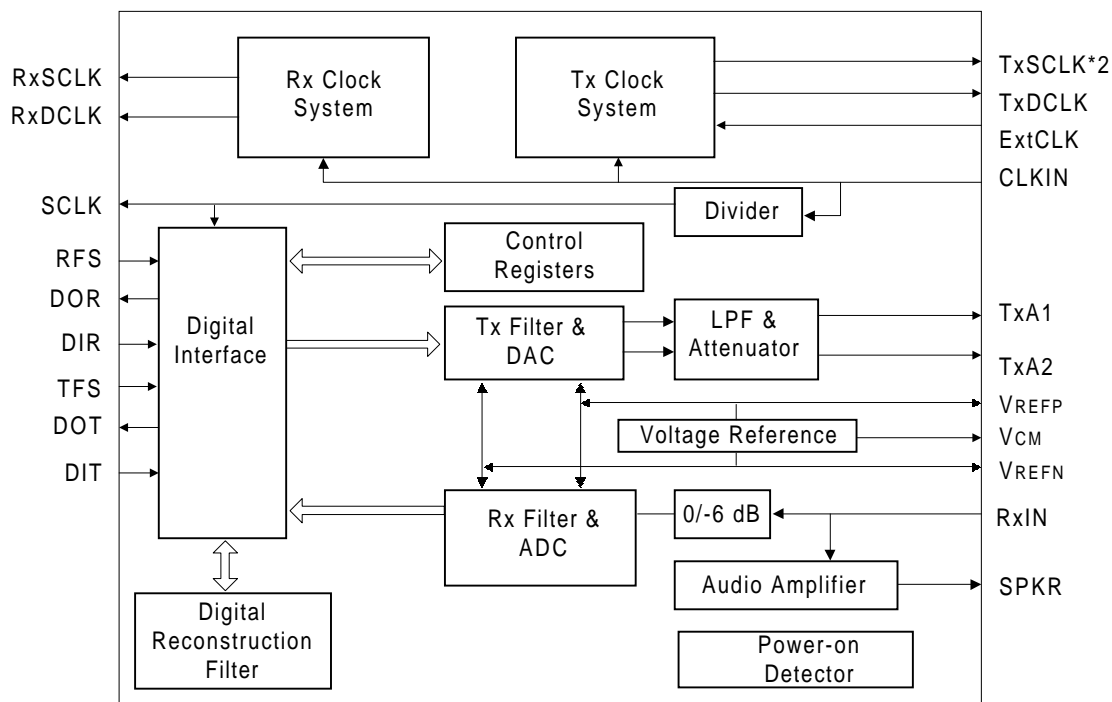 RxSCLK
RxDCLK
Rx Clock
System
Tx Clock
System
TxSCLK*2
TxDCLK
ExtCLK
CLKIN
SCLK
Divider
RFS
DOR
DIR
TFS
DOT
DIT
Digital
Interface
Control
Registers
Tx Filter &
DAC
LPF &
Attenuator
TxA1
TxA2
VREFP
Voltage Reference
VCM
VREFN
Rx Filter &
ADC
0/-6 dB
RxIN
Audio Amplifier
SPKR
Digital
Reconstruction
Filter
Power-on
Detector